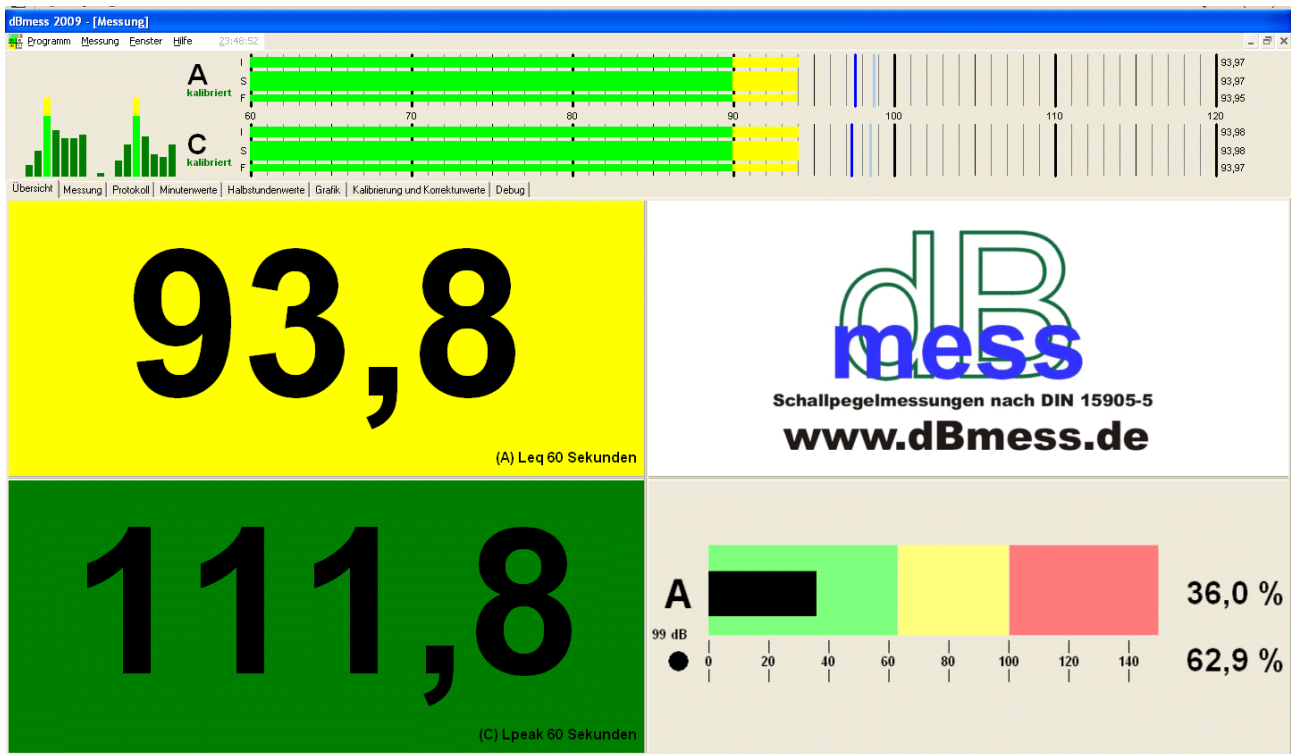 dBmess 2009 - [Messung]
Programm Messung Fenster Hilfe 23:48:52
A
kalibriert
I
S
F
93,97
93,97
93,95
60 70 80 90 100 110 120
C
kalibriert
I
S
F
93,98
93,98
93,97
Übersicht Messung Protokoll Minutenwerte Halbstundenwerte Grafik Kalibrierung und Korrekturwerte Debug
93,8
(A) Leq 60 Sekunden
dB
mess
Schallpegelmessungen nach DIN 15905-5
www.dBmess.de
111,8
(C) Lpeak 60 Sekunden
A
36,0 %
99 dB
0 20 40 60 80 100 120 140
62,9 %